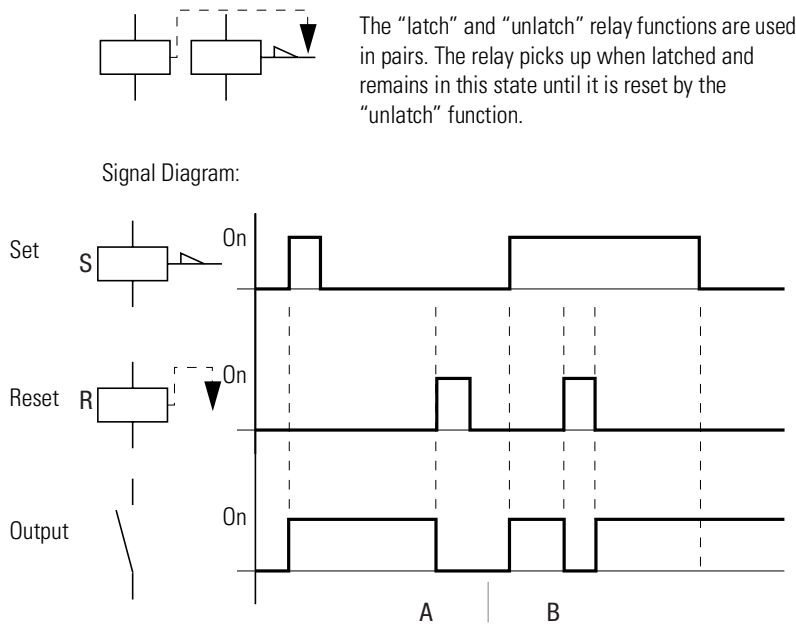 The “latch” and “unlatch” relay functions are used
in pairs. The relay picks up when latched and
remains in this state until it is reset by the
“unlatch” function.
Signal Diagram:
Set
S
On
Reset
R
On
Output
On
A
B